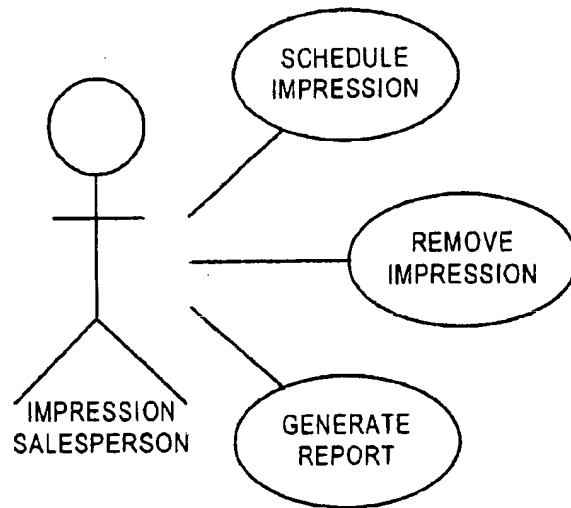 SCHEDULE
IMPRESSION
REMOVE
IMPRESSION
IMPRESSION
SALESPERSON
GENERATE
REPORT